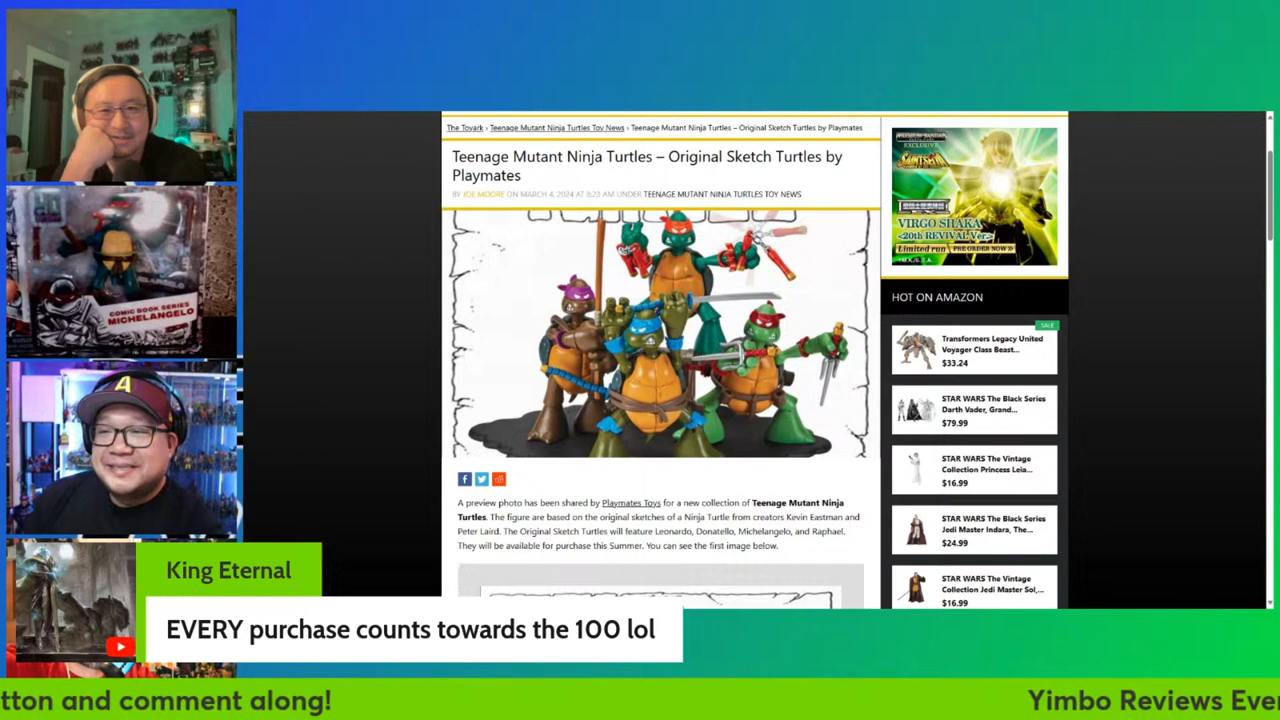 The Toyark › Teenage Mutant Ninja Turtles Toy News › Teenage Mutant Ninja Turtles – Original Sketch Turtles by Playmates
Teenage Mutant Ninja Turtles – Original Sketch Turtles by
Playmates
BY JOE MOORE ON MARCH 4, 2024 AT 8:23 AM UNDER TEENAGE MUTANT NINJA TURTLES TOY NEWS
A preview photo has been shared by Playmates Toys for a new collection of Teenage Mutant Ninja
Turtles. The figure are based on the original sketches of a Ninja Turtle from creators Kevin Eastman and
Peter Laird. The Original Sketch Turtles will feature Leonardo, Donatello, Michelangelo, and Raphael.
They will be available for purchase this Summer. You can see the first image below.
EXCLUSIVE
VIRGO SHAKA
<20th REVIVAL Ver.>
Limited run PRE ORDER NOW
HOT ON AMAZON
SALE
Transformers Legacy United
Voyager Class Beast...
$33.24
STAR WARS The Black Series
Darth Vader, Grand...
$79.99
STAR WARS The Vintage
Collection Princess Leia...
$16.99
STAR WARS The Black Series
Jedi Master Indara, The...
$24.99
STAR WARS The Vintage
Collection Jedi Master Sol,...
$16.99
COMIC BOOK SERIES
MICHELANGELO
A
King Eternal
EVERY purchase counts towards the 100 lol
tton and comment along!
Yimbo Reviews Ever